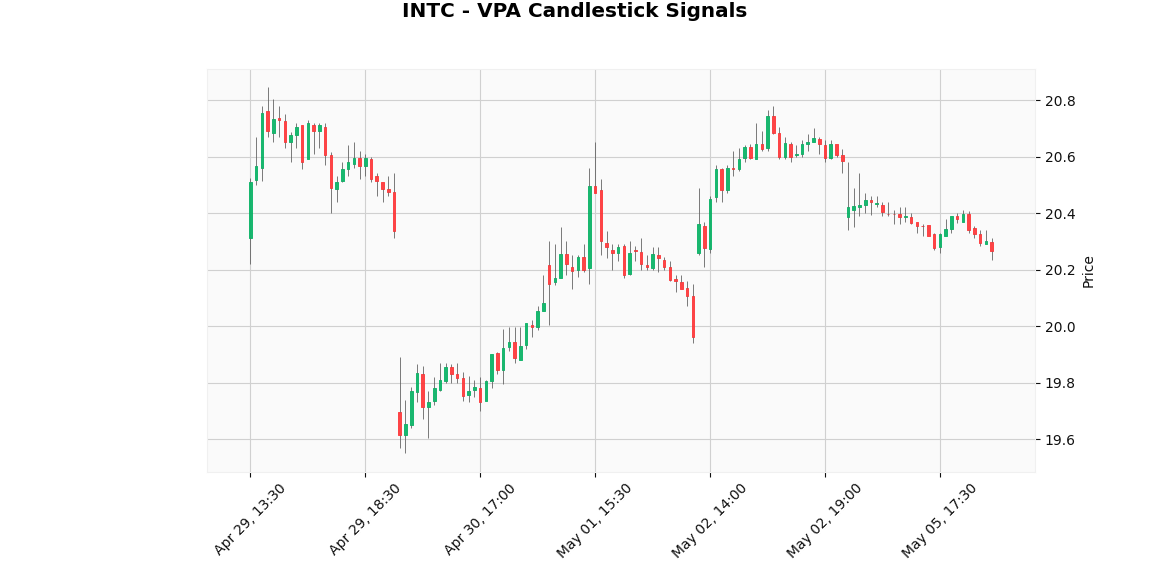 INTC - VPA Candlestick Signals
20.8
20.6
20.4
20.2
20.0
19.8
19.6
Price
Apr 29, 13:30
Apr 29, 18:30
Apr 30, 17:00
May 01, 15:30
May 02, 14:00
May 02, 19:00
May 05, 17:30